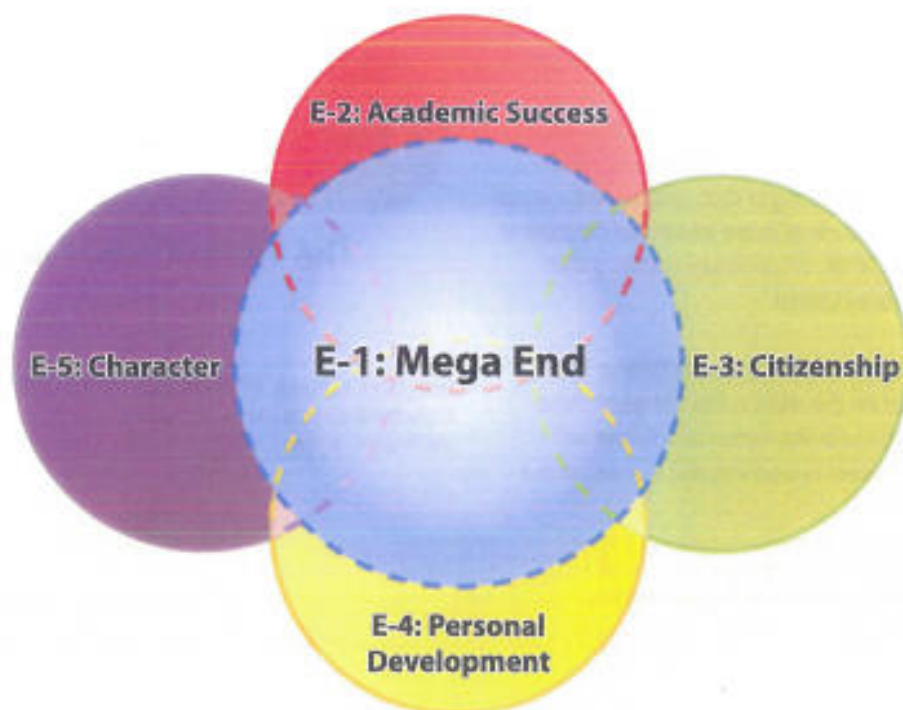 E-2: Academic Success
E-5: Character
E-1: Mega End
E-3: Citizenship
E-4: Personal
Development